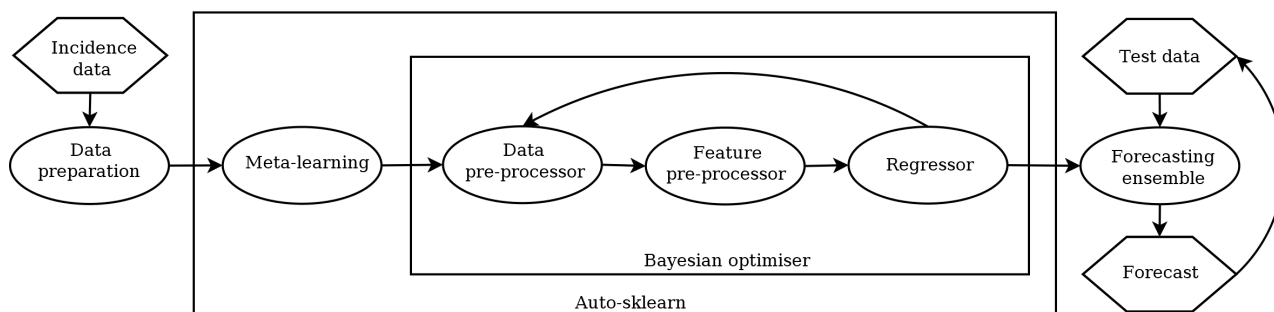 Incidence
data
Data
preparation
Meta-learning
Data
pre-processor
Feature
pre-processor
Regressor
Bayesian optimiser
Auto-sklearn
Test data
Forecasting
ensemble
Forecast